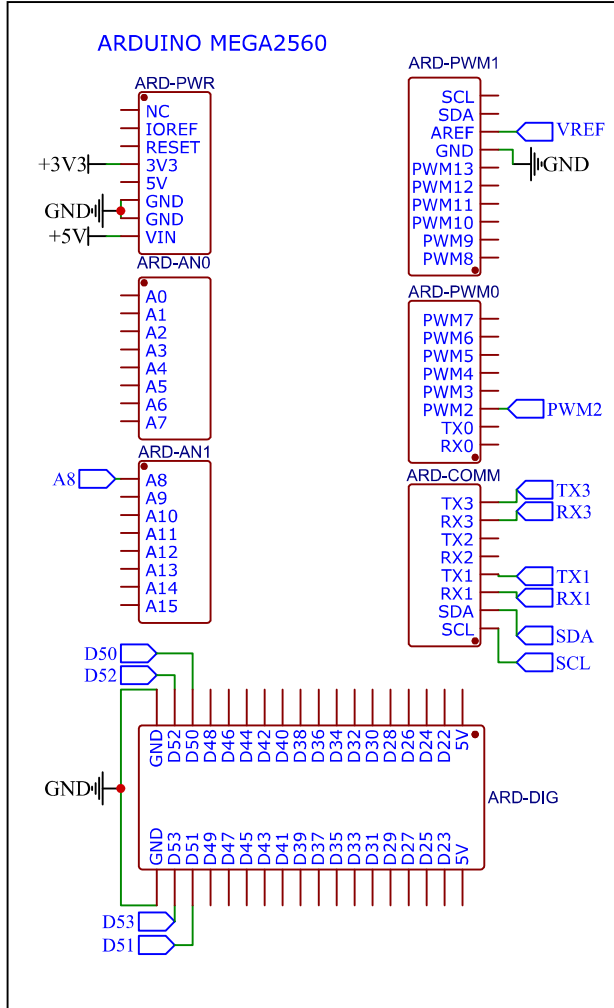 ARDUINO MEGA2560
ARD-PWR
NC
IOREF
RESET
+3V3
3V3
5V
GND
GND
GND
+5V
VIN
ARD-AN0
A0
A1
A2
A3
A4
A5
A6
A7
ARD-AN1
A8
A8
A9
A10
A11
A12
A13
A14
A15
ARD-PWM1
SCL
SDA
AREF
VREF
GND
GND
PWM13
PWM12
PWM11
PWM10
PWM9
PWM8
ARD-PWM0
PWM7
PWM6
PWM5
PWM4
PWM3
PWM2
PWM2
TX0
RX0
ARD-COMM
TX3
TX3
RX3
RX3
TX2
RX2
TX1
TX1
RX1
RX1
SDA
SDA
SCL
SCL
D50
D52
GND
D52
D50
D48
D46
D44
D42
D40
D38
D36
D34
D32
D30
D28
D26
D24
D22
5V
GND
ARD-DIG
GND
D53
D51
D49
D47
D45
D43
D41
D39
D37
D35
D33
D31
D29
D27
D25
D23
5V
D53
D51